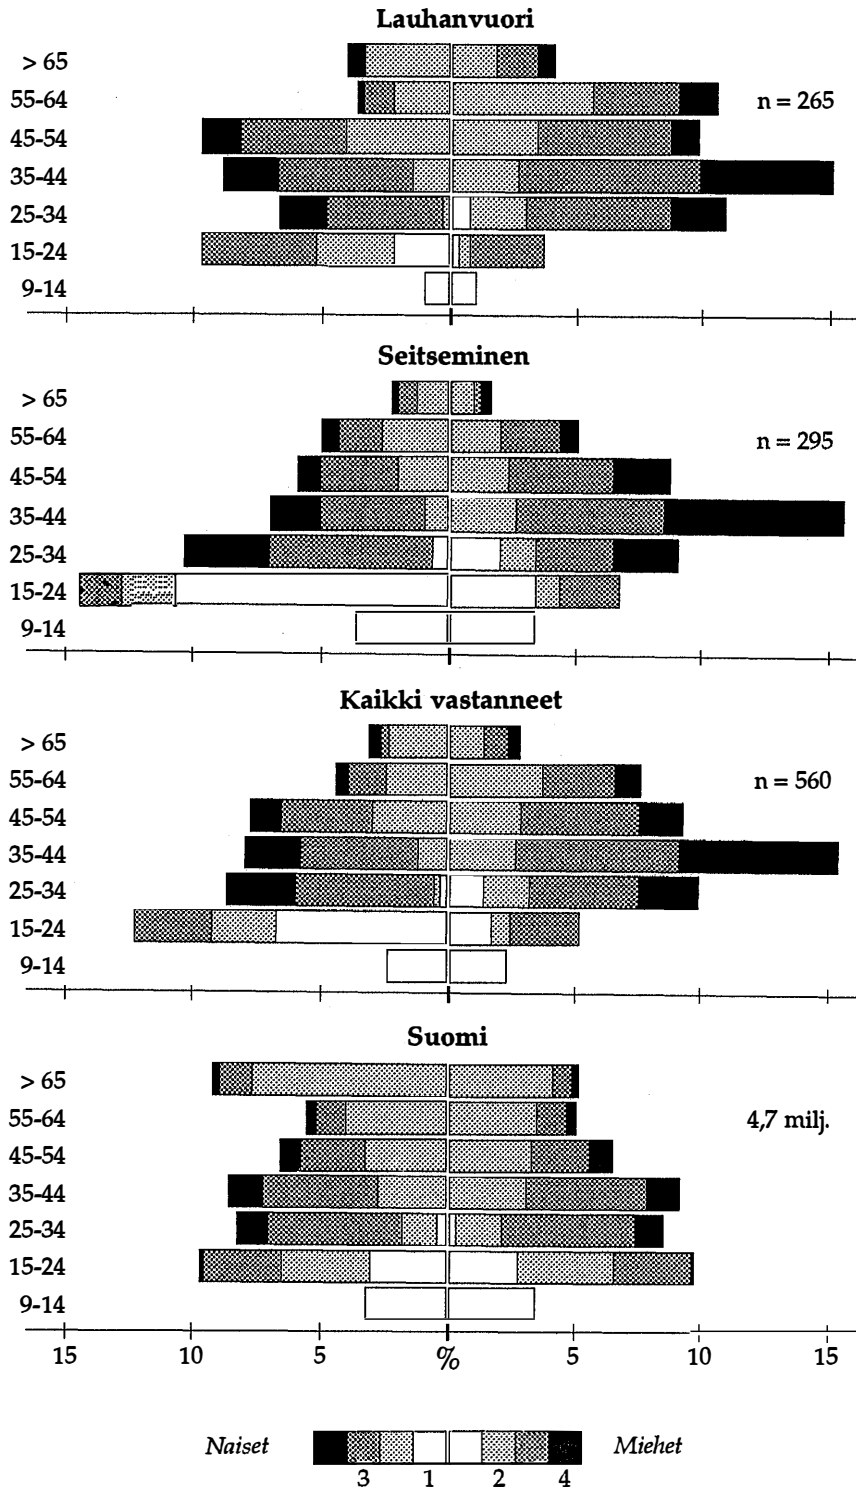 Lauhanvuori
> 65
55-64
n = 265
45-54
35-44
25-34
15-24
9-14
Seitseminen
> 65
55-64
n = 295
45-54
35-44
25-34
15-24
9-14
Kaikki vastanneet
> 65
55-64
n = 560
45-54
35-44
25-34
15-24
9-14
Suomi
> 65
55-64
4,7 milj.
45-54
35-44
25-34
15-24
9-14
15 10 5 % 5 10 15
Naiset Miehet
3 1 2 4